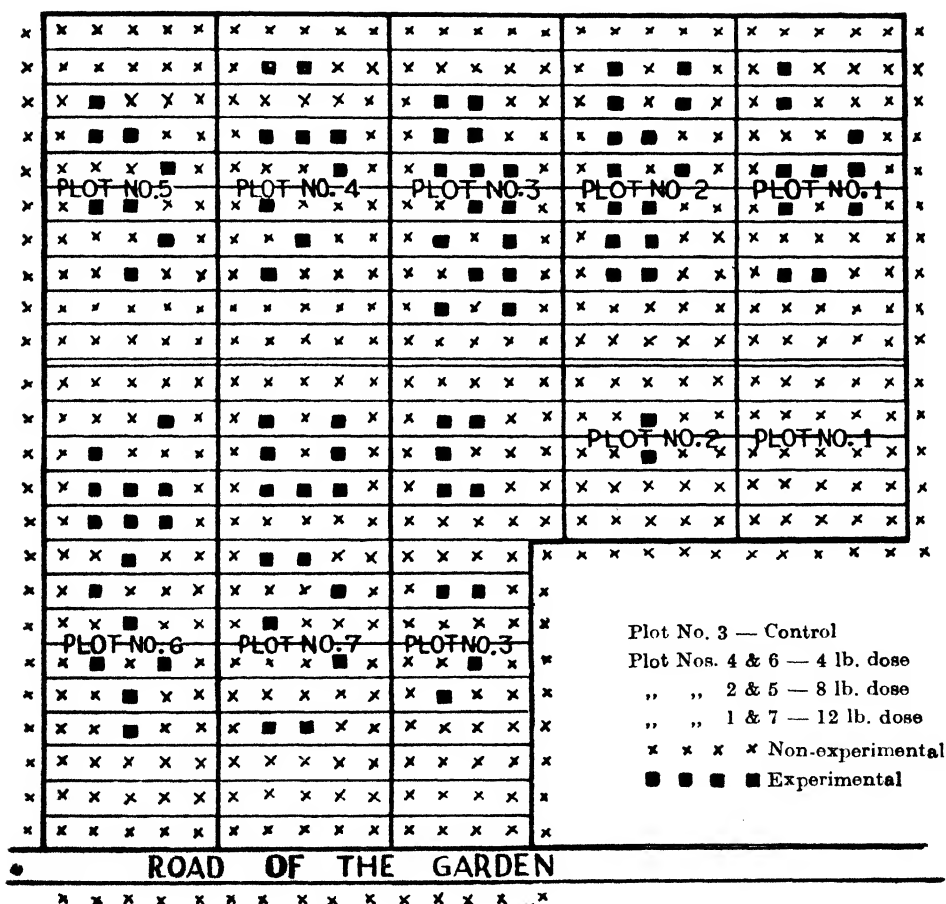 PLOT NO.5 PLOT NO.4 PLOT NO.3 PLOT NO 2 PLOT NO.1
PLOT NO.2 PLOT NO.1
PLOT NO.6 PLOT NO.7 PLOT NO.3
Plot No. 3 — Control
Plot Nos. 4 & 6 — 4 lb. dose
,, ,, 2 & 5 — 8 lb. dose
,, ,, 1 & 7 — 12 lb. dose
× × × × Non-experimental
■ ■ ■ ■ Experimental
ROAD OF THE GARDEN